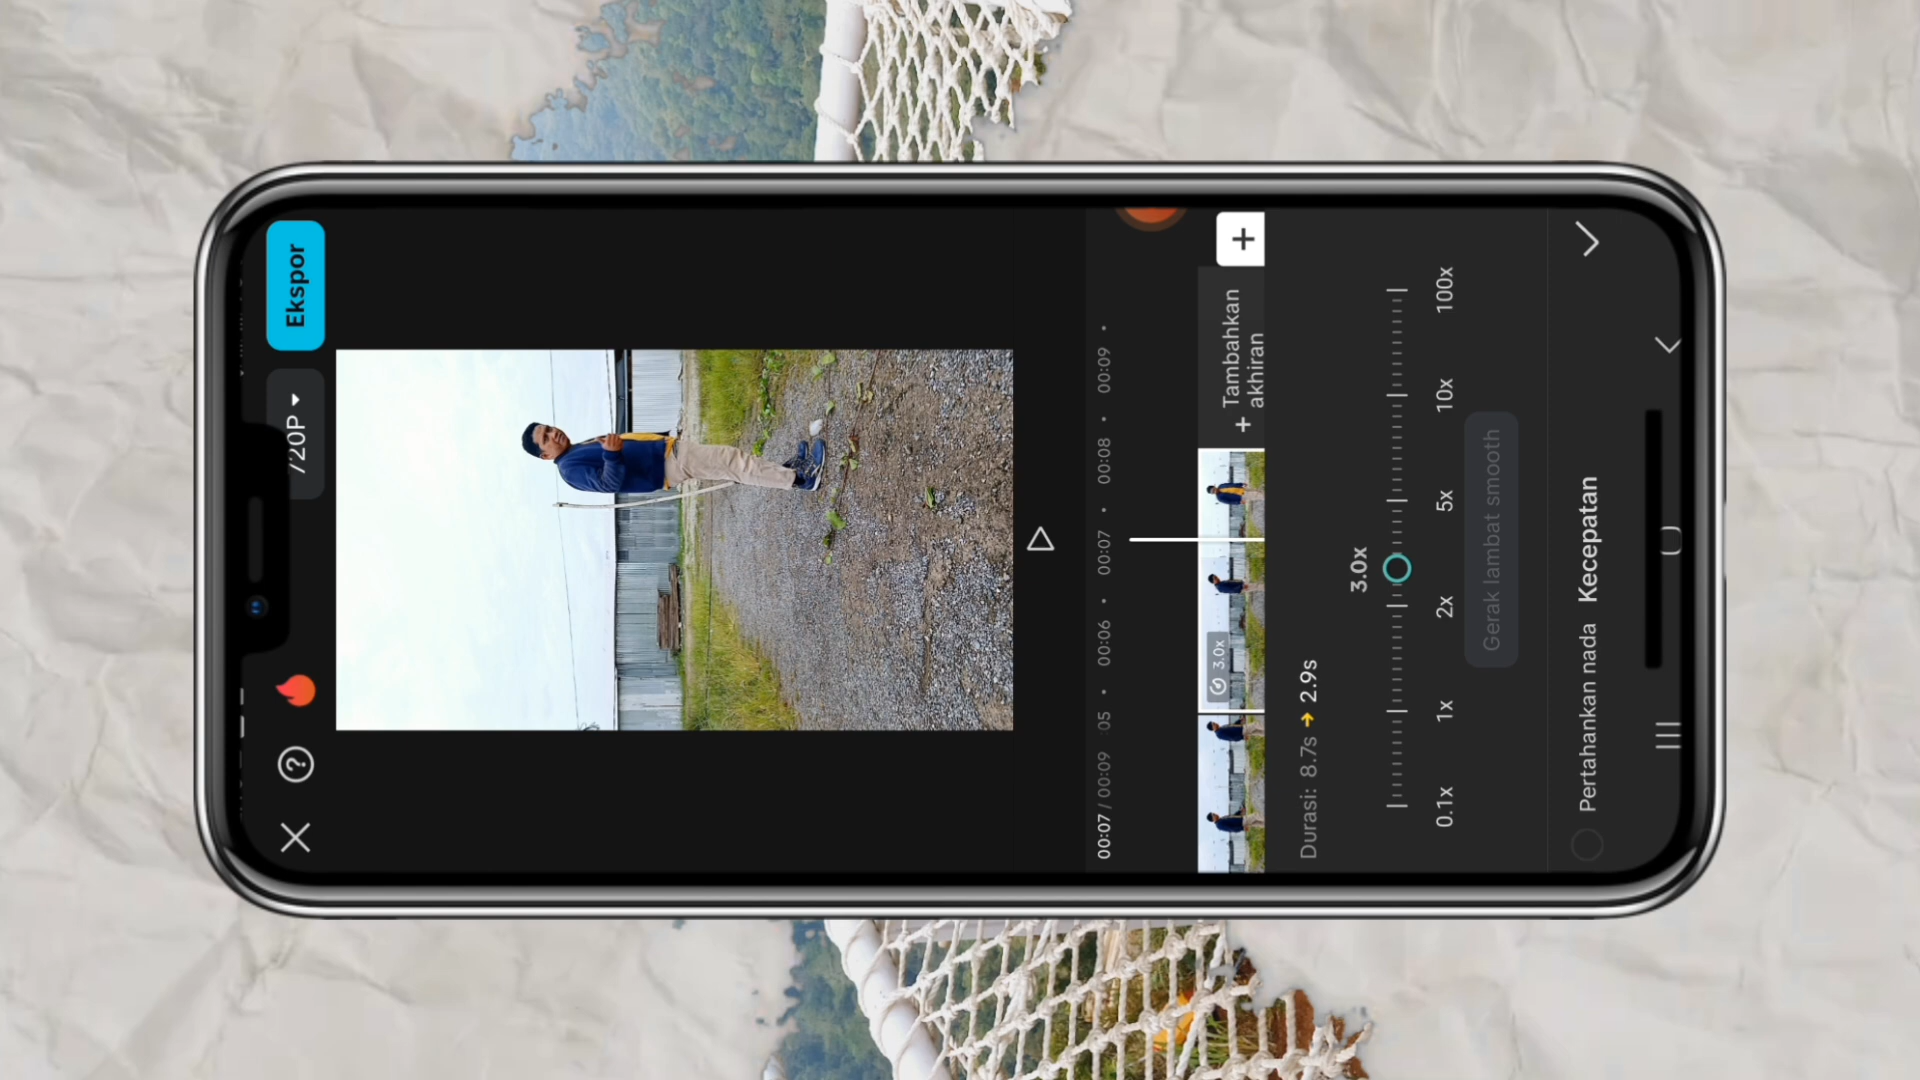 720P
Ekspor
00:07 / 00:09
05
00:06
00:07
00:08
00:09
3.0x
+ Tambahkan
akhiran
+
Durasi: 8.7s → 2.9s
3.0x
0.1x
1x
2x
5x
10x
100x
Gerak lambat smooth
Pertahankan nada
Kecepatan